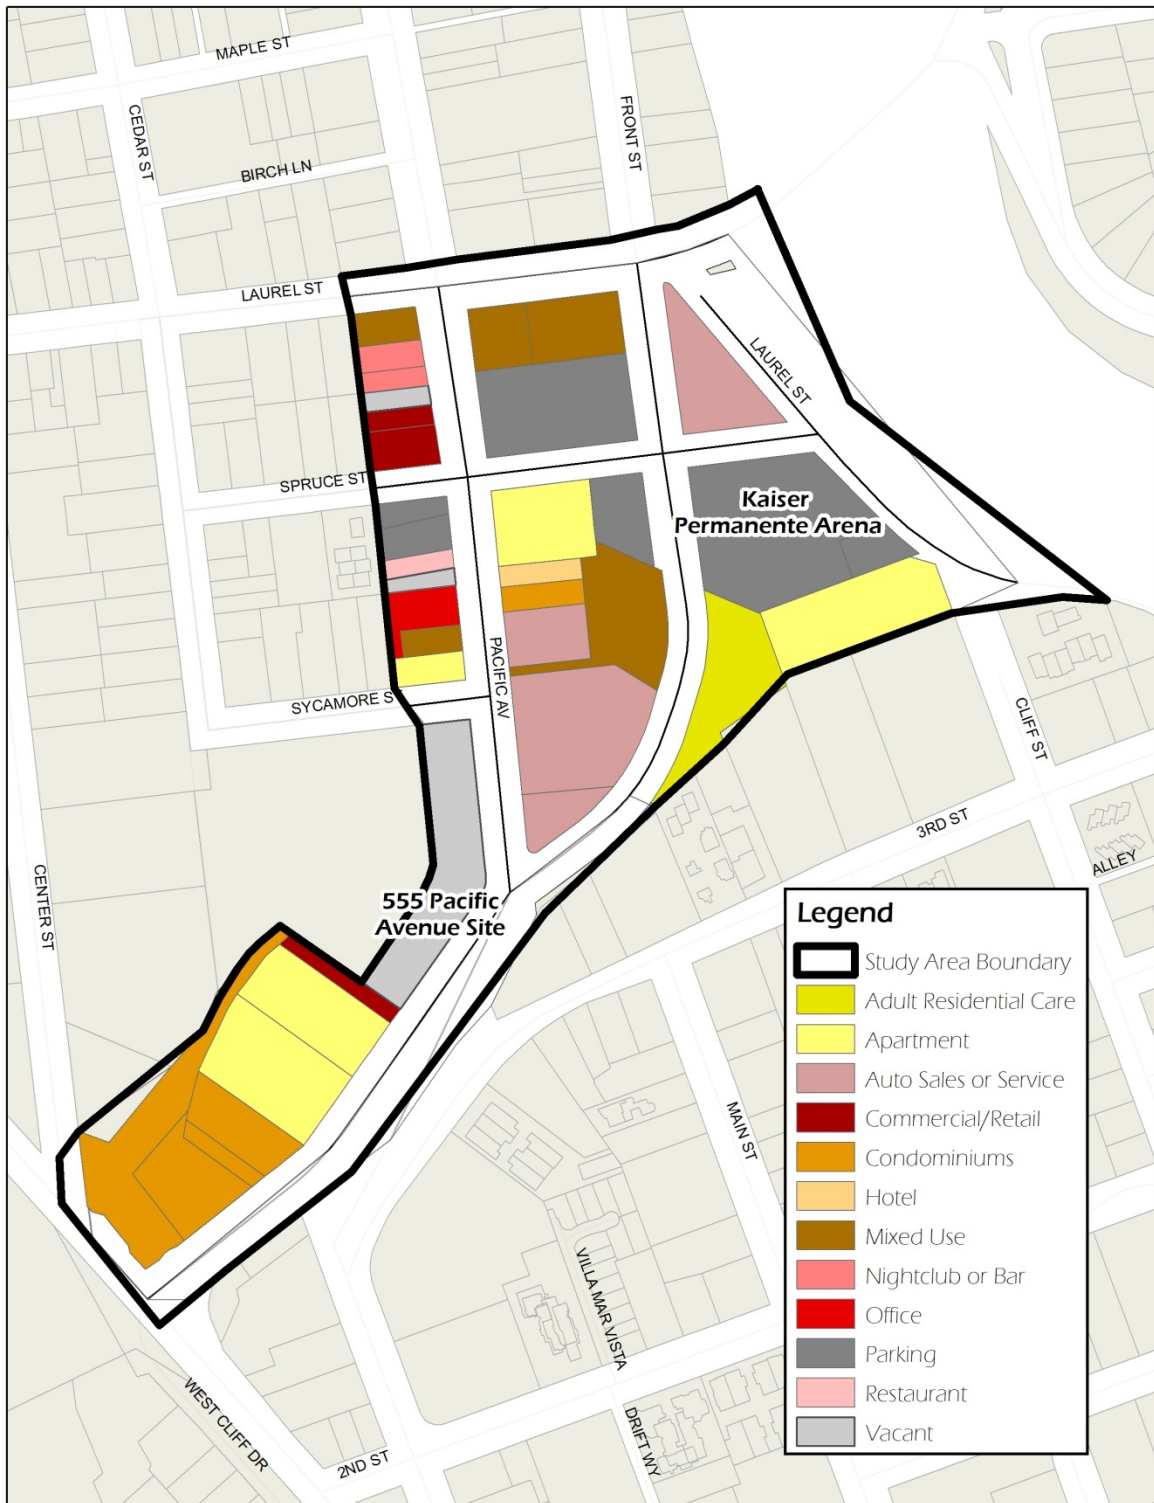 MAPLE ST
CEDAR ST
FRONT ST
BIRCH LN
LAUREL ST
LAUREL ST
SPRUCE ST
Kaiser
Permanente Arena
PACIFIC AV
SYCAMORE S
CLIFF ST
3RD ST
ALLEY
CENTER ST
555 Pacific
Avenue Site
MAIN ST
VILLA MAR VISTA
WEST CLIFF DR
DRIFT WY
2ND ST
Legend
Study Area Boundary
Adult Residential Care
Apartment
Auto Sales or Service
Commercial/Retail
Condominiums
Hotel
Mixed Use
Nightclub or Bar
Office
Parking
Restaurant
Vacant